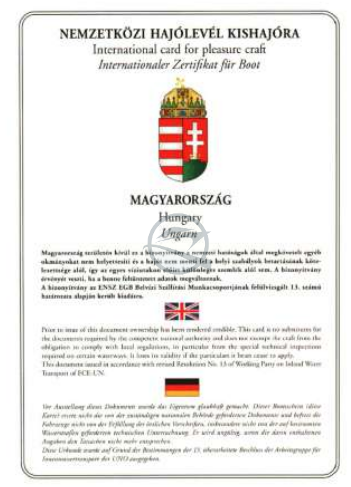 NEMZETKÖZI HAJÓLEVÉL KISHAJÓRA
International card for pleasure craft
Internationaler Zertifikat für Boot
MAGYARORSZÁG
Hungary
Ungarn
Magyarország területén kívül ez a bizonyítvány a nemzeti hatóságok által megkövetelt egyéb
okmányokat nem helyettesíti és a hajót nem menti fel a helyi szabályok betartásának köte-
lezettsége alól, így az egyes víziutakon előírt különleges szemlék alól sem. A bizonyítvány
érvényét veszti, ha a benne feltüntetett adatok megváltoznak.
A bizonyítvány az ENSZ EGB Belvízi Szállítási Munkacsoportjának felülvizsgált 13. számú
határozata alapján került kiadásra.
Prior to issue of this document ownership has been rendered credible. This card is no substitutes for
the documents required by the competent national authority and does not exempt the craft from the
obligation to comply with local regulations, in particular from the special technical inspections
required on certain waterways. It loses its validity if the particulars it bears cease to apply.
This document issued in accordance with revised Resolution No. 13 of Working Party on Inland Water
Transport of ECE-UN.
Vor Ausstellung dieses Dokuments wurde das Eigentum glaubhaft gemacht. Dieser Bootsschein (diese
Karte) ersetzt nicht die von der zuständigen nationalen Behörde geforderten Dokumente und befreit die
Fahrzeuge nicht von der Erfüllung der örtlichen Vorschriften, insbesondere nicht von der auf bestimmten
Wasserstraßen geforderten technischen Untersuchung. Er wird ungültig, wenn die darin enthaltenen
Angaben den Tatsachen nicht mehr entsprechen.
Diese Urkunde wurde auf Grund der Bestimmungen der 13. überarbeiteten Beschluss der Arbeitsgruppe für
Binnenwassertransport der UNO ausgegeben.